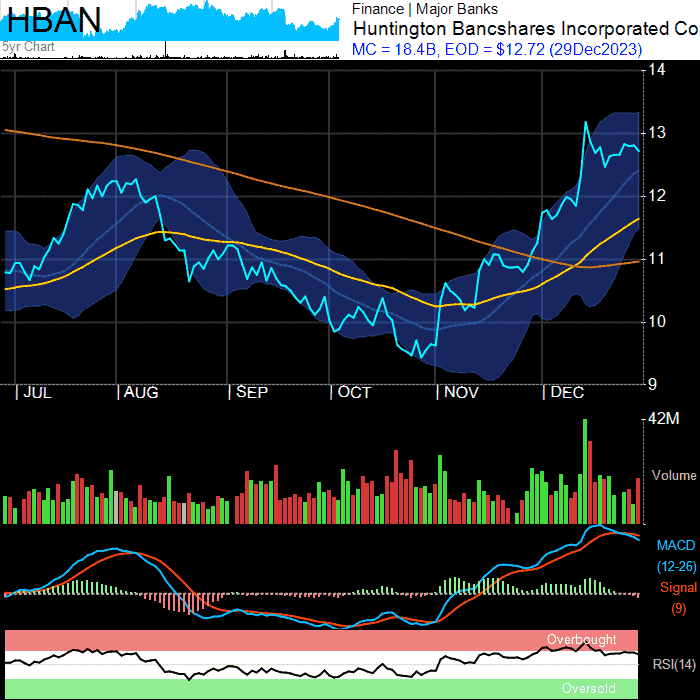 HBAN
5yr Chart
Finance | Major Banks
Huntington Bancshares Incorporated Co
MC = 18.4B, EOD = $12.72 (29Dec2023)
14
13
12
11
10
9
| JUL | AUG | SEP | OCT | NOV | DEC
42M
Volume
MACD
(12-26)
Signal
(9)
Overbought
RSI(14)
Oversold